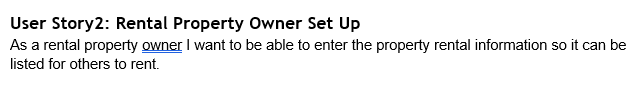 User Story2: Rental Property Owner Set Up
As a rental property owner I want to be able to enter the property rental information so it can be
listed for others to rent.